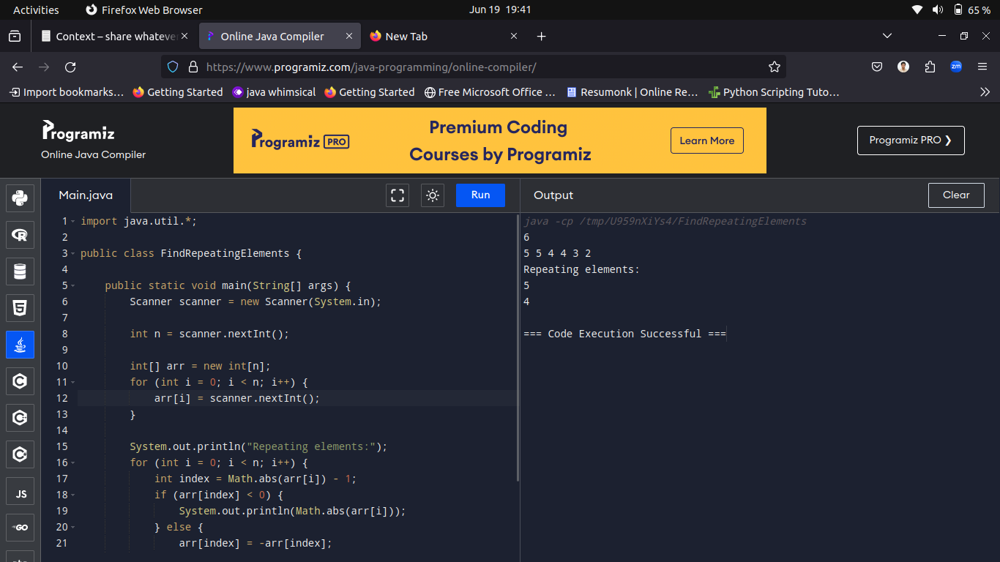 Activities Firefox Web Browser Jun 19 19:41 65 %
Context – share whateve Online Java Compiler New Tab
https://www.programiz.com/java-programming/online-compiler/ zm
Import bookmarks... Getting Started java whimsical Getting Started Free Microsoft Office ... Resumonk | Online Re... Python Scripting Tuto...
Programiz
Online Java Compiler
Programiz PRO
Premium Coding
Courses by Programiz
Learn More
Programiz PRO ❯
Main.java Run Output Clear
1 import java.util.*;
2
3 public class FindRepeatingElements {
4
5 public static void main(String[] args) {
6 Scanner scanner = new Scanner(System.in);
7
8 int n = scanner.nextInt();
9
10 int[] arr = new int[n];
11 for (int i = 0; i < n; i++) {
12 arr[i] = scanner.nextInt();
13 }
14
15 System.out.println("Repeating elements:");
16 for (int i = 0; i < n; i++) {
17 int index = Math.abs(arr[i]) - 1;
18 if (arr[index] < 0) {
19 System.out.println(Math.abs(arr[i]));
20 } else {
21 arr[index] = -arr[index];
java -cp /tmp/U959nXiYs4/FindRepeatingElements
6
5 5 4 4 3 2
Repeating elements:
5
4
=== Code Execution Successful ===
JS
GO